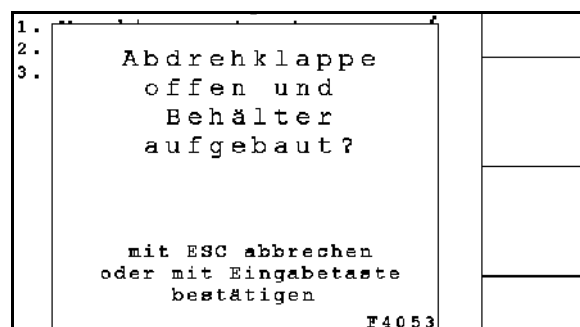 1.
2.
3.
Abdrehklappe
offen und
Behälter
aufgebaut?
mit ESC abbrechen
oder mit Eingabetaste
bestätigen
F4053